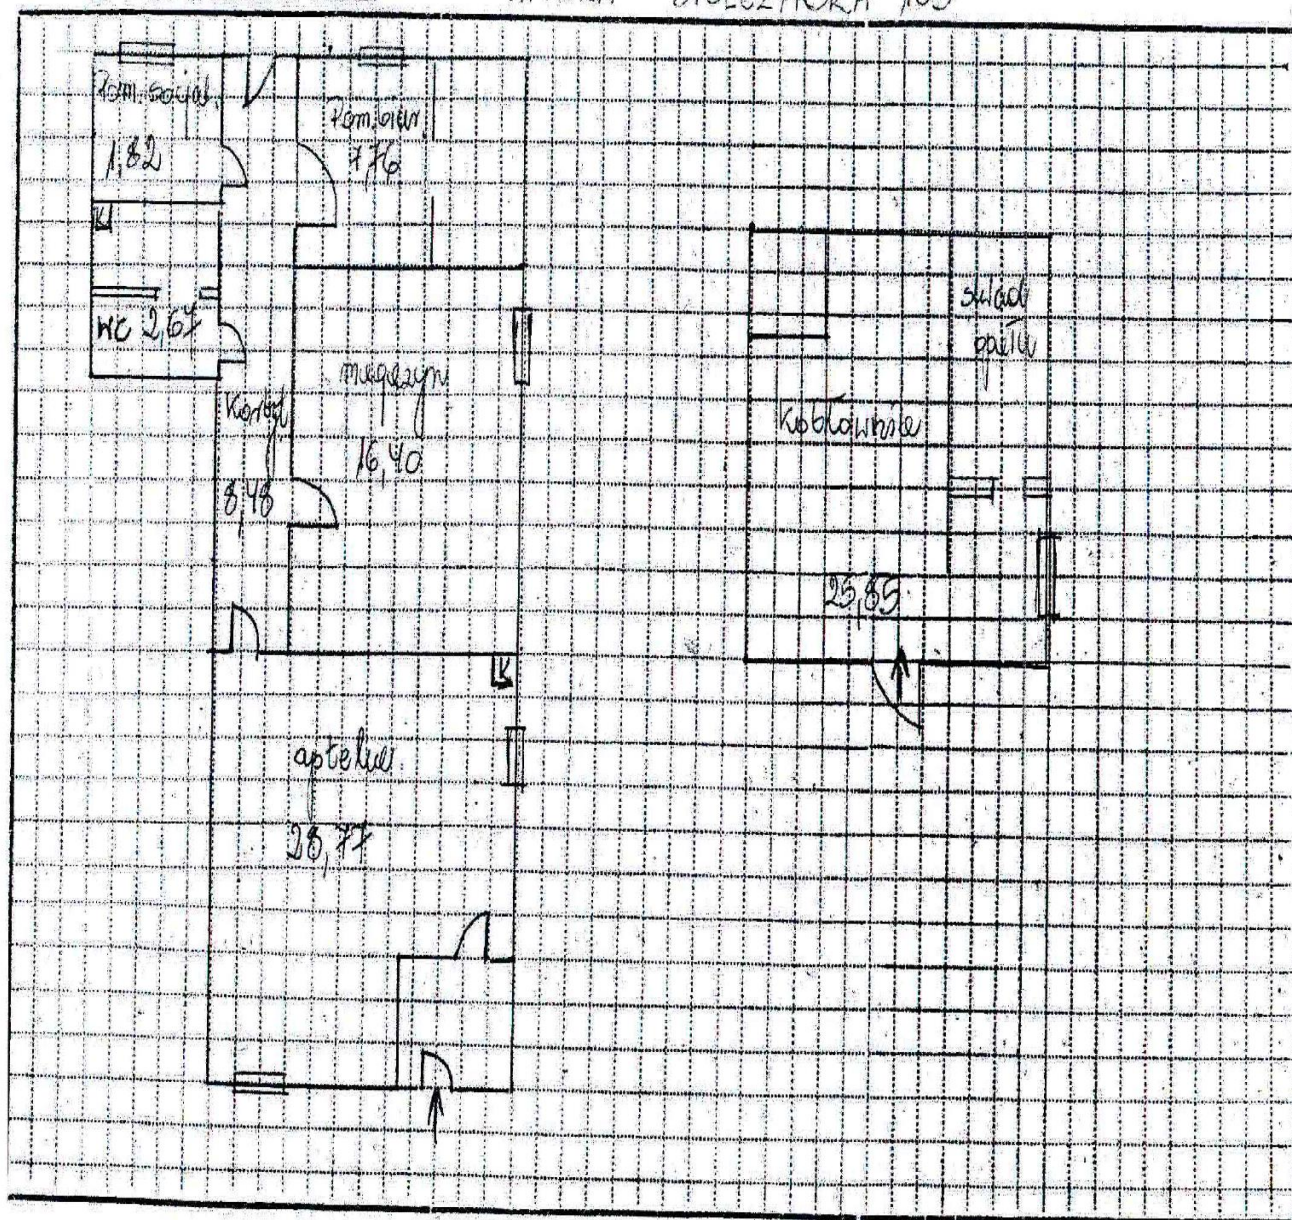 Pom. socjal.
1,82
Pom. biur.
7,76
K
WC 2,67
magazyn
16,40
Koryt
8,48
skład
opału
Kotłownia
25,85
K
apteka
28,77